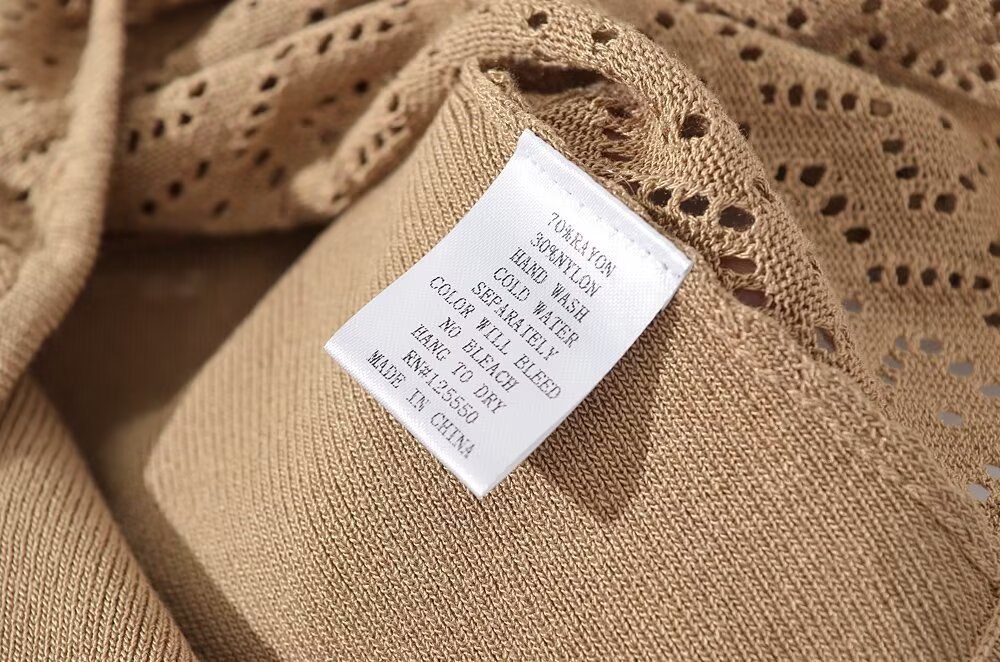 70%RAYON
30%NYLON
HAND WASH
COLD WATER
SEPARATELY
COLOR WILL BLEED
NO BLEACH
HANG TO DRY
RN#125550
MADE IN CHINA